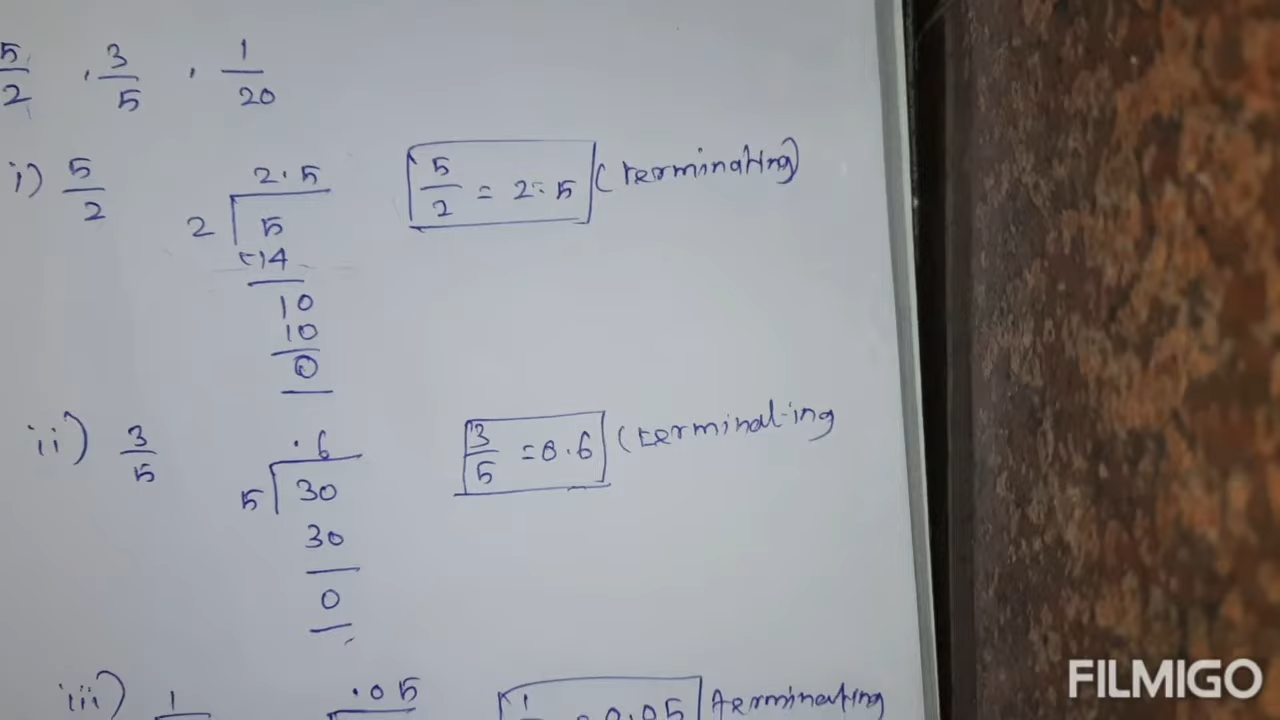 5/2 , 3/5 , 1/20
i) 5/2 2.5 5/2 = 2.5 (terminating)
2 5
(-)4
10
10
0
ii) 3/5 .6 3/5 = 0.6 (terminating
5 30
30
0
iii) 1 .05 1 = 0.05 terminating
FILMIGO